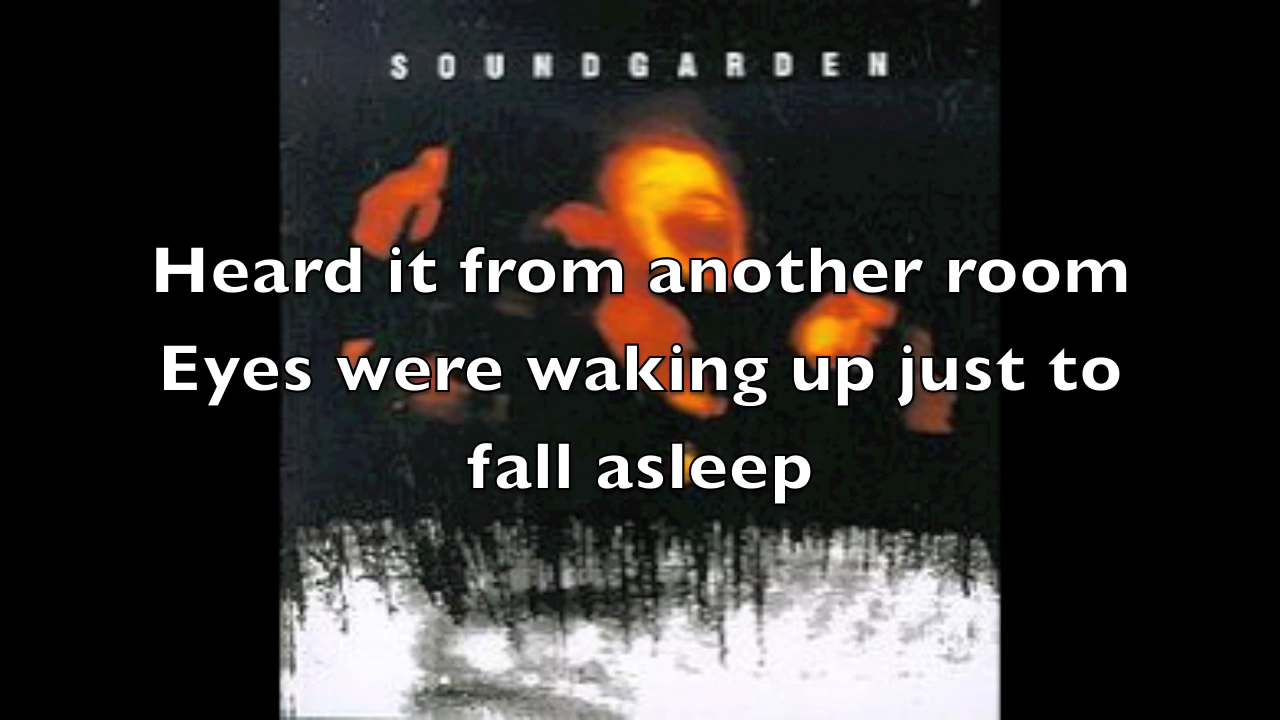 SOUNDGARDEN
Heard it from another room
Eyes were waking up just to
fall asleep